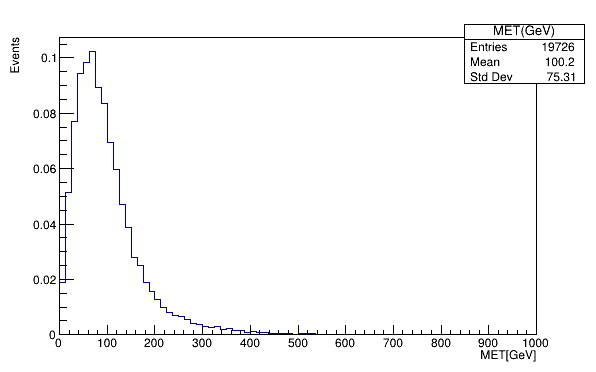 MET(GeV)
Entries 19726
Mean 100.2
Std Dev 75.31
Events
0.1
0.08
0.06
0.04
0.02
0
0 100 200 300 400 500 600 700 800 900 1000
MET[GeV]